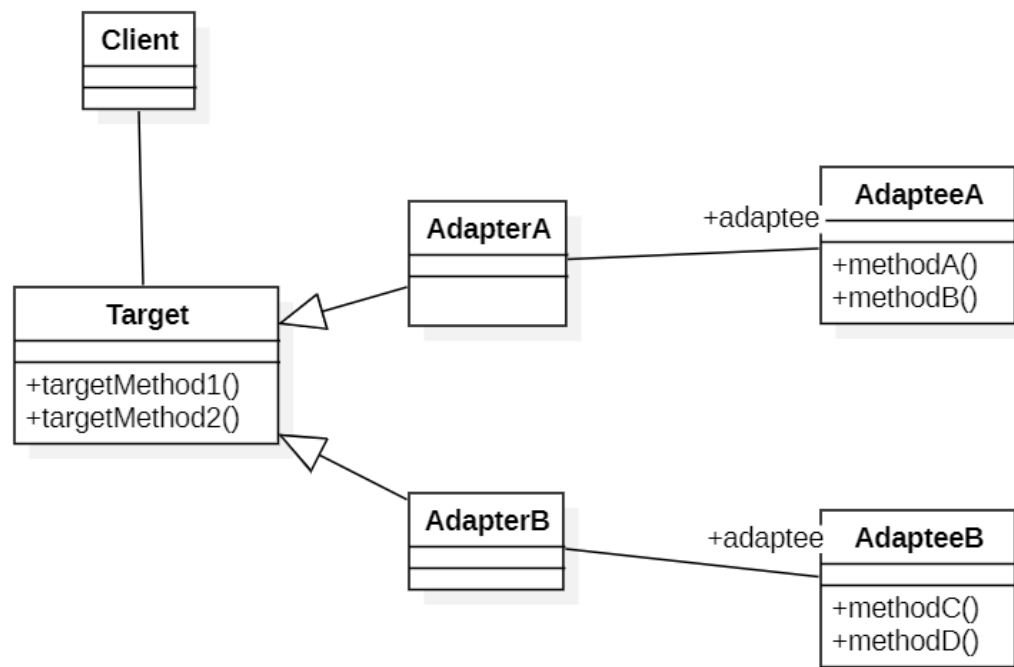 Client
AdapterA
+adaptee
AdapteeA
+methodA()
+methodB()
Target
+targetMethod1()
+targetMethod2()
AdapterB
+adaptee
AdapteeB
+methodC()
+methodD()